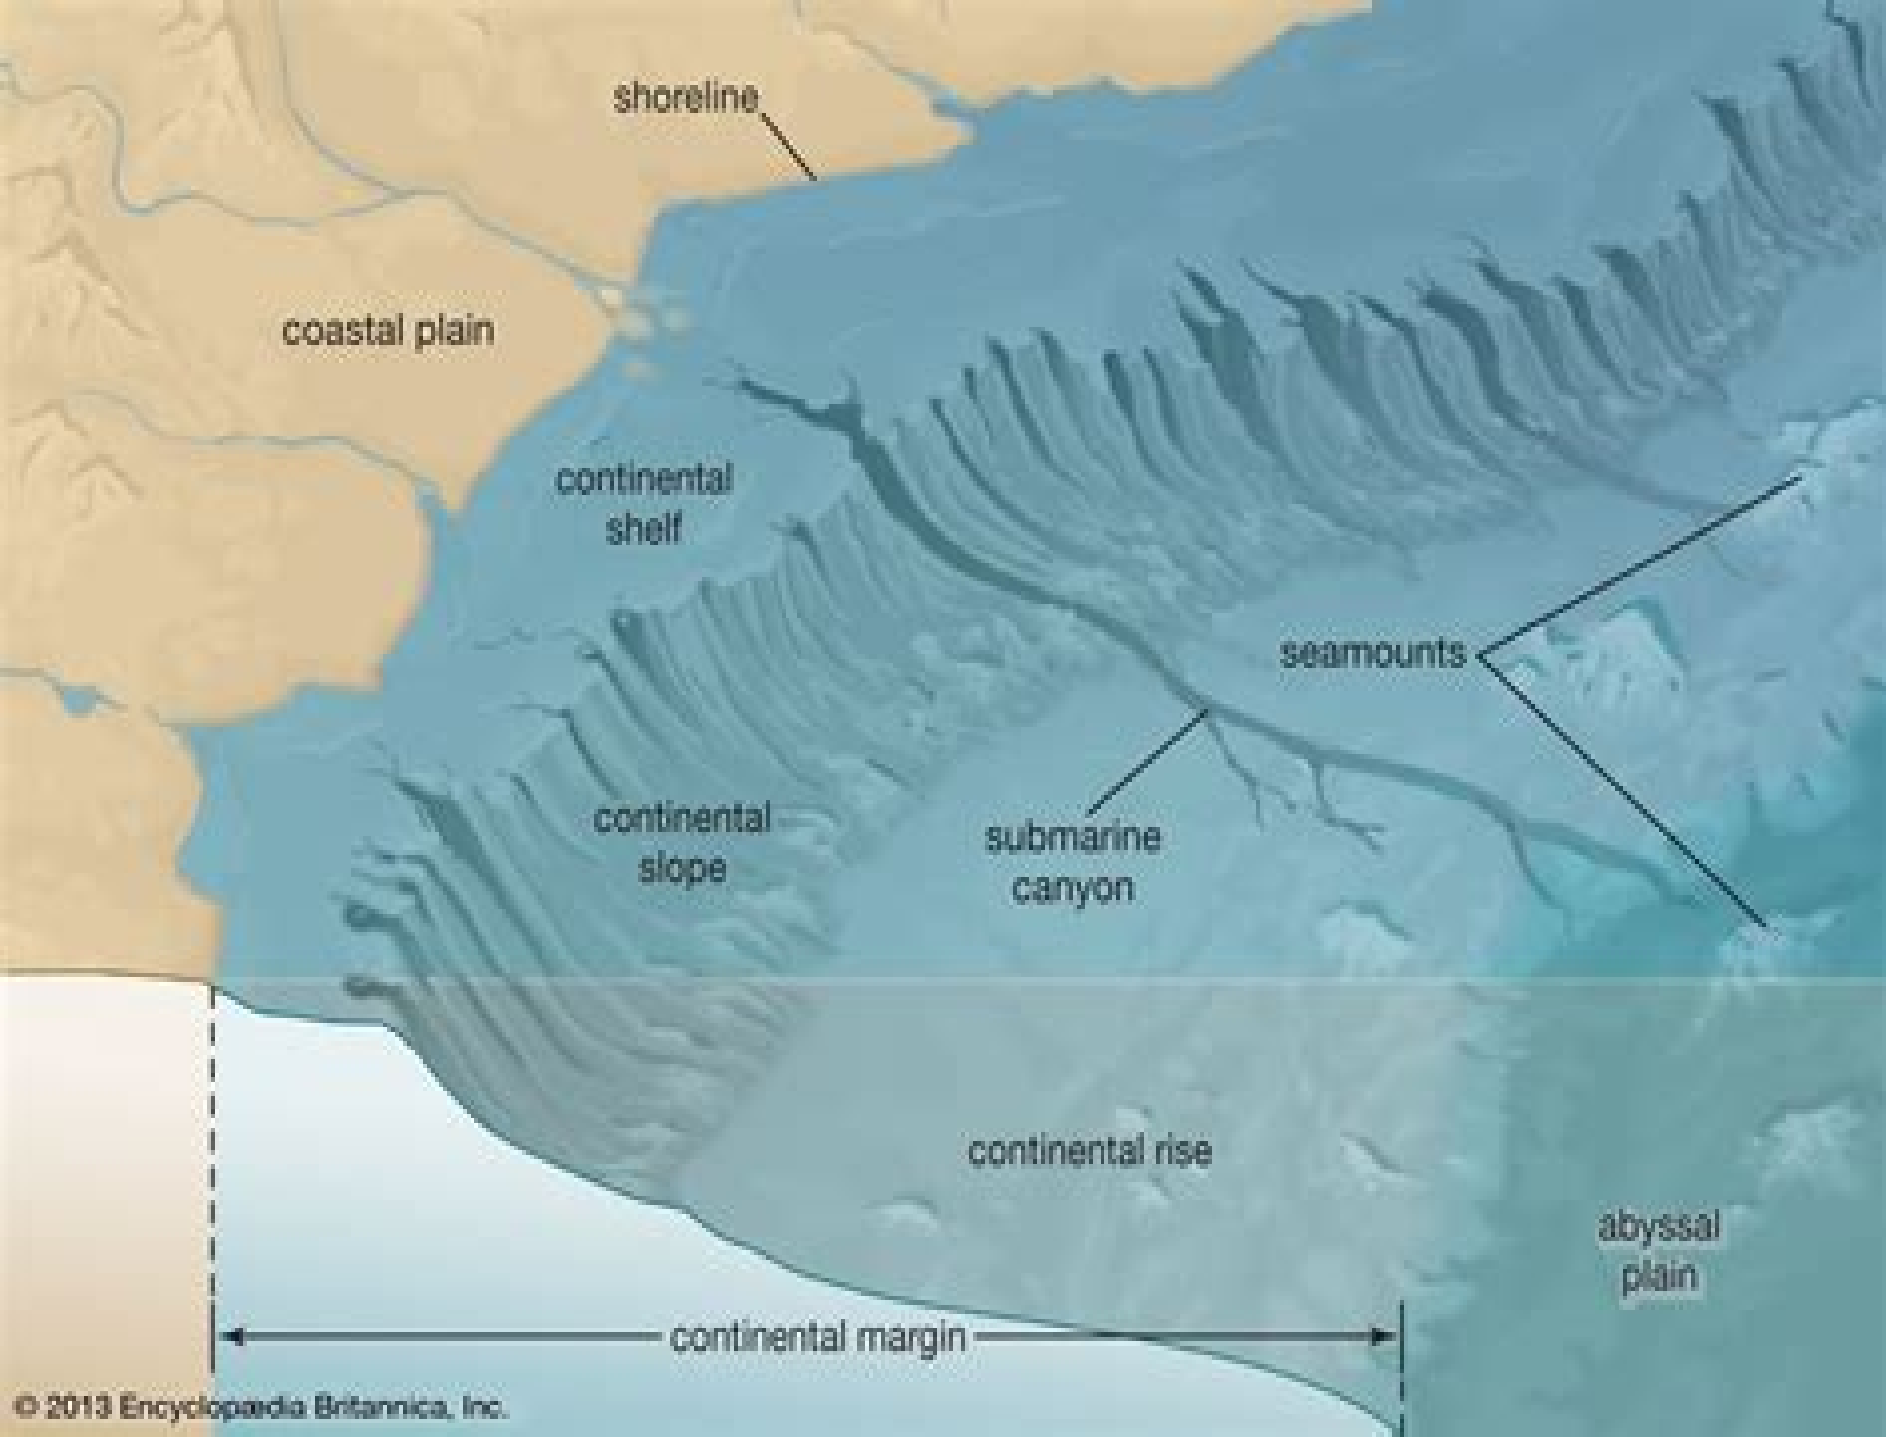 shoreline
coastal plain
continental
shelf
seamounts
continental
slope
submarine
canyon
continental rise
abyssal
plain
continental margin
© 2013 Encyclopædia Britannica, Inc.